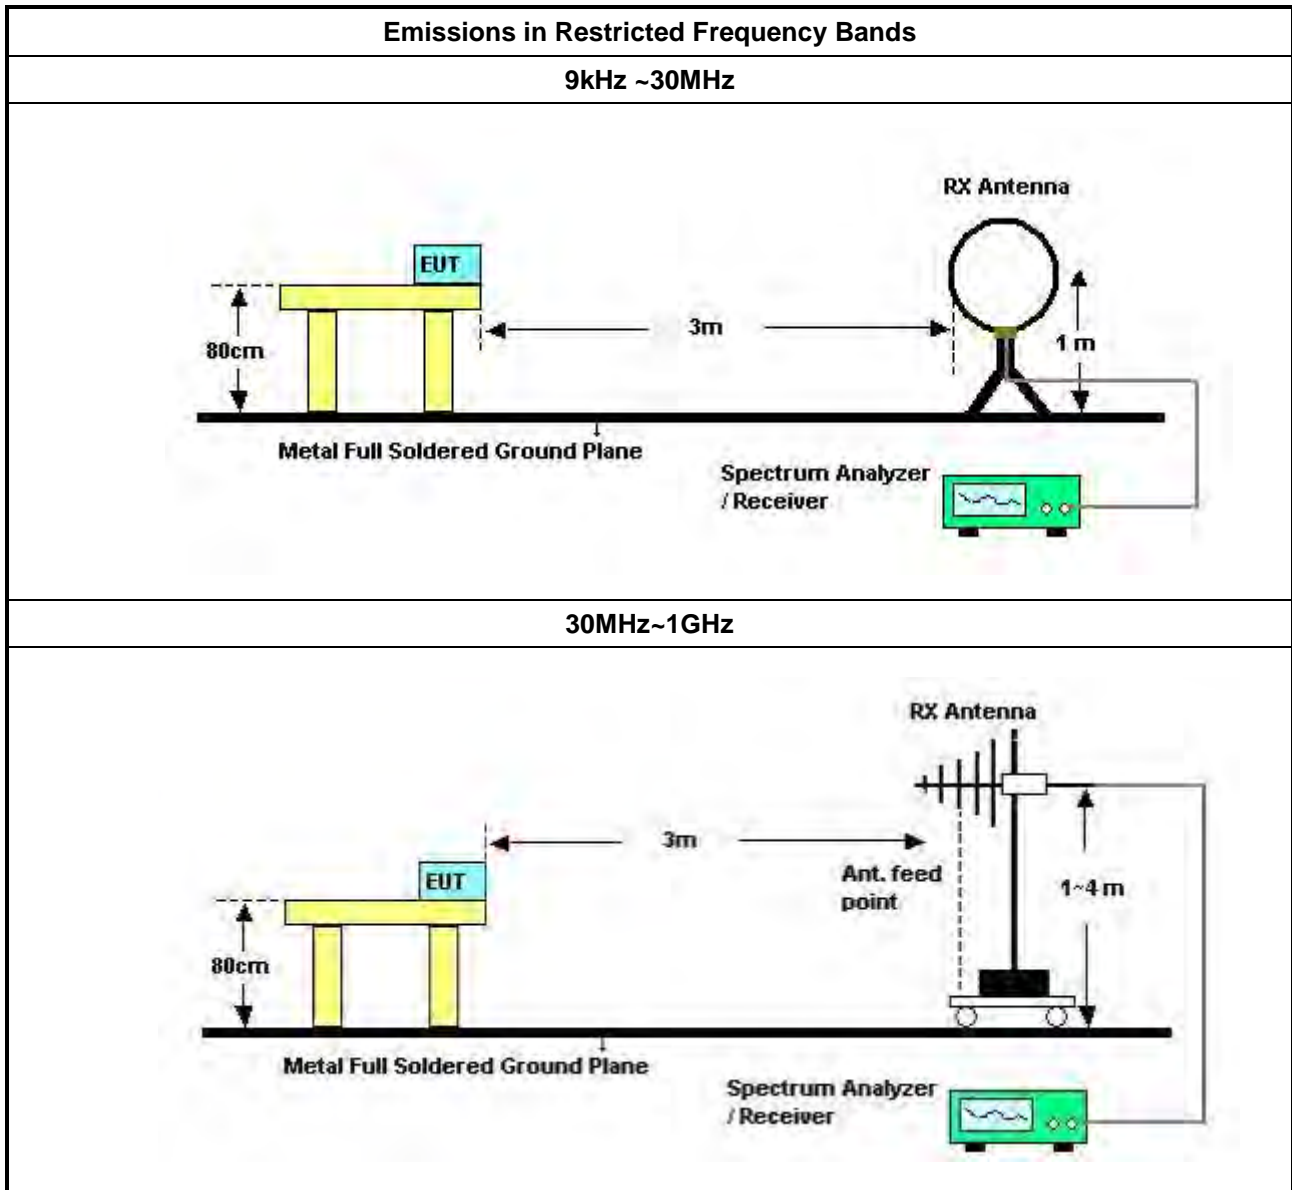 Emissions in Restricted Frequency Bands
9kHz ~30MHz
RX Antenna
EUT
3m
80cm
1 m
Metal Full Soldered Ground Plane
Spectrum Analyzer
/ Receiver
30MHz~1GHz
RX Antenna
3m
EUT
Ant. feed
point
1~4 m
80cm
Metal Full Soldered Ground Plane
Spectrum Analyzer
/ Receiver